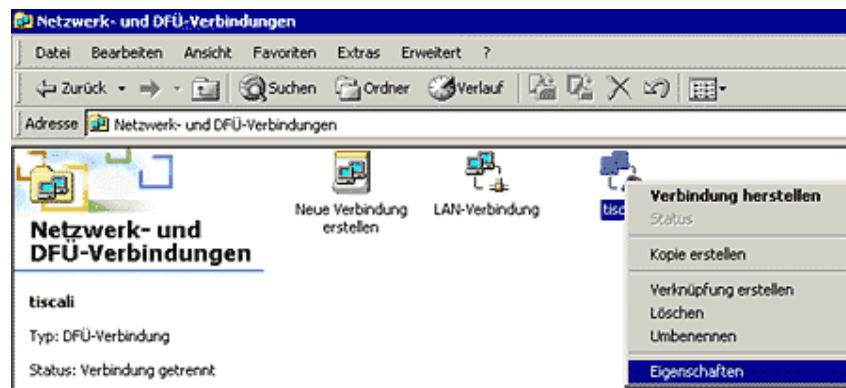 Netzwerk- und DFÜ-Verbindungen
Datei Bearbeiten Ansicht Favoriten Extras Erweitert ?
Zurück Suchen Ordner Verlauf
Adresse Netzwerk- und DFÜ-Verbindungen
Neue Verbindung erstellen
LAN-Verbindung
tisc
Netzwerk- und
DFÜ-Verbindungen
tiscali
Typ: DFÜ-Verbindung
Status: Verbindung getrennt
Verbindung herstellen
Status
Kopie erstellen
Verknüpfung erstellen
Löschen
Umbenennen
Eigenschaften